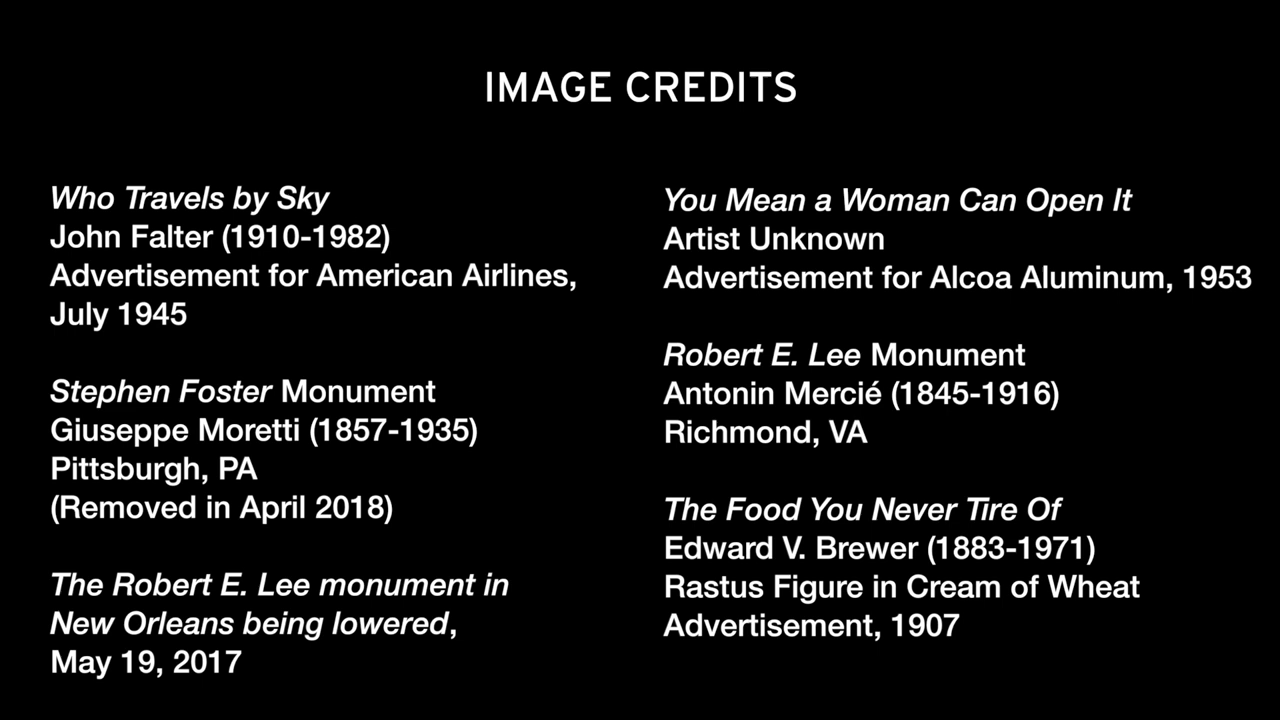 IMAGE CREDITS
Who Travels by Sky
John Falter (1910-1982)
Advertisement for American Airlines,
July 1945
Stephen Foster Monument
Giuseppe Moretti (1857-1935)
Pittsburgh, PA
(Removed in April 2018)
The Robert E. Lee monument in
New Orleans being lowered,
May 19, 2017
You Mean a Woman Can Open It
Artist Unknown
Advertisement for Alcoa Aluminum, 1953
Robert E. Lee Monument
Antonin Mercié (1845-1916)
Richmond, VA
The Food You Never Tire Of
Edward V. Brewer (1883-1971)
Rastus Figure in Cream of Wheat
Advertisement, 1907